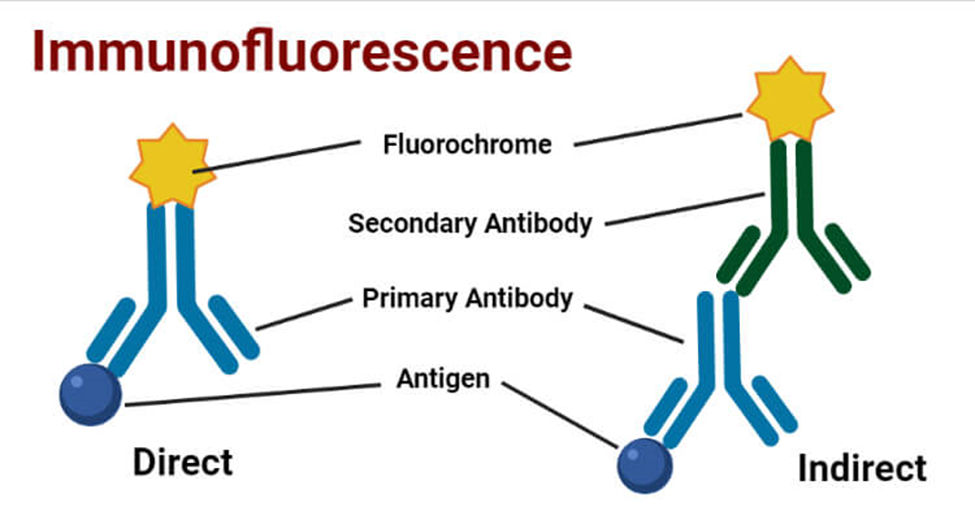 Immunofluorescence
Fluorochrome
Secondary Antibody
Primary Antibody
Antigen
Direct
Indirect